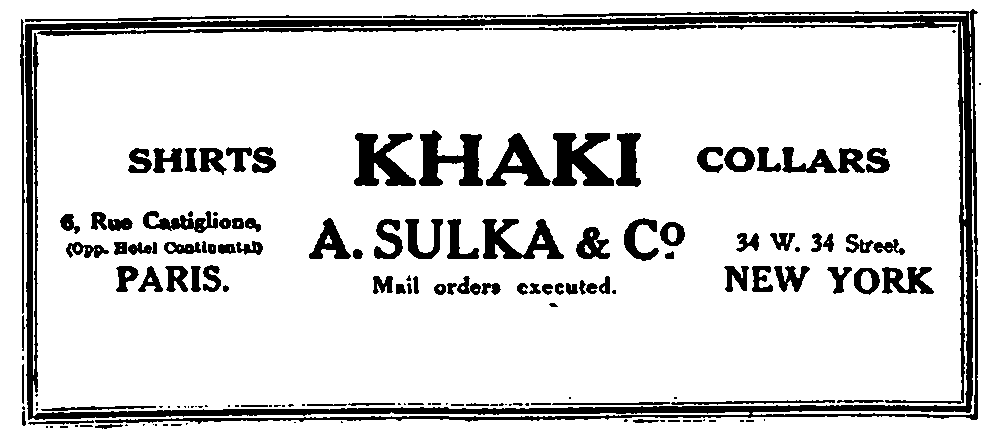 SHIRTS KHAKI COLLARS
6, Rue Castiglione,
(Opp. Hotel Continental)
PARIS.
A. SULKA & Cº
Mail orders executed.
34 W. 34 Street,
NEW YORK